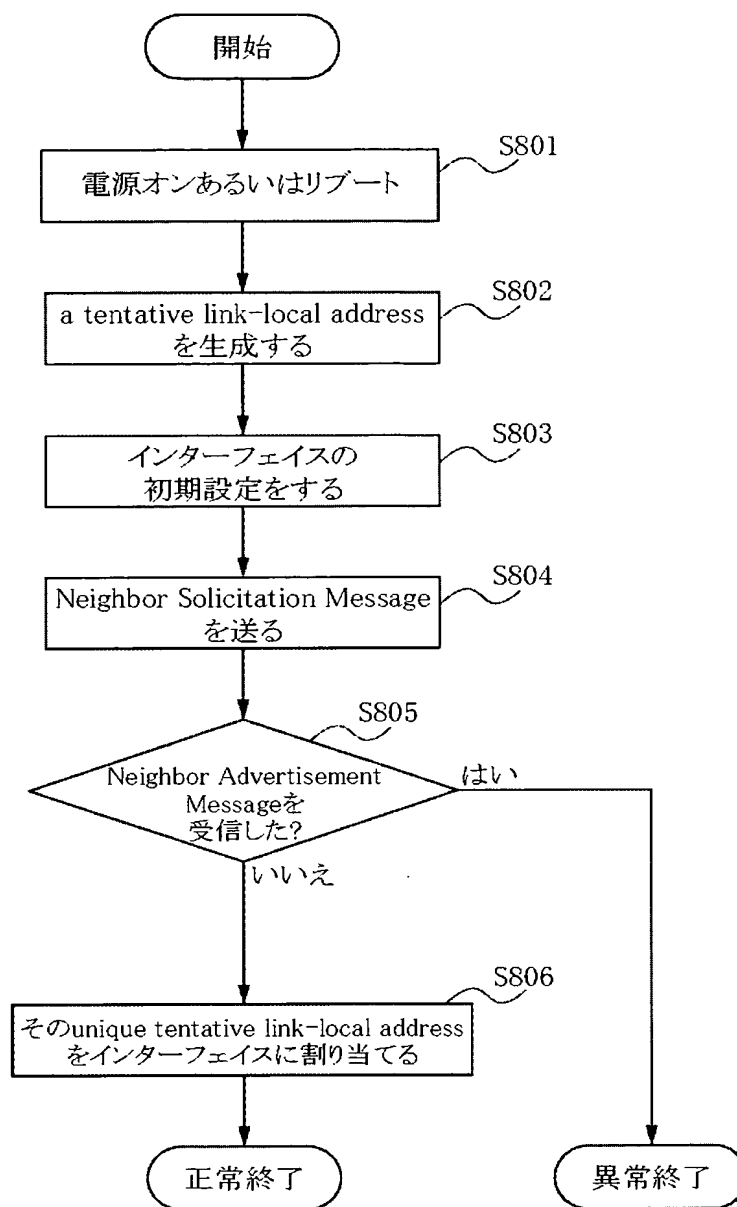 開始
S801
電源オンあるいはリブート
S802
a tentative link-local address
を生成する
S803
インターフェイスの
初期設定をする
S804
Neighbor Solicitation Message
を送る
S805
Neighbor Advertisement
Messageを
受信した?
はい
いいえ
S806
そのunique tentative link-local address
をインターフェイスに割り当てる
正常終了
異常終了